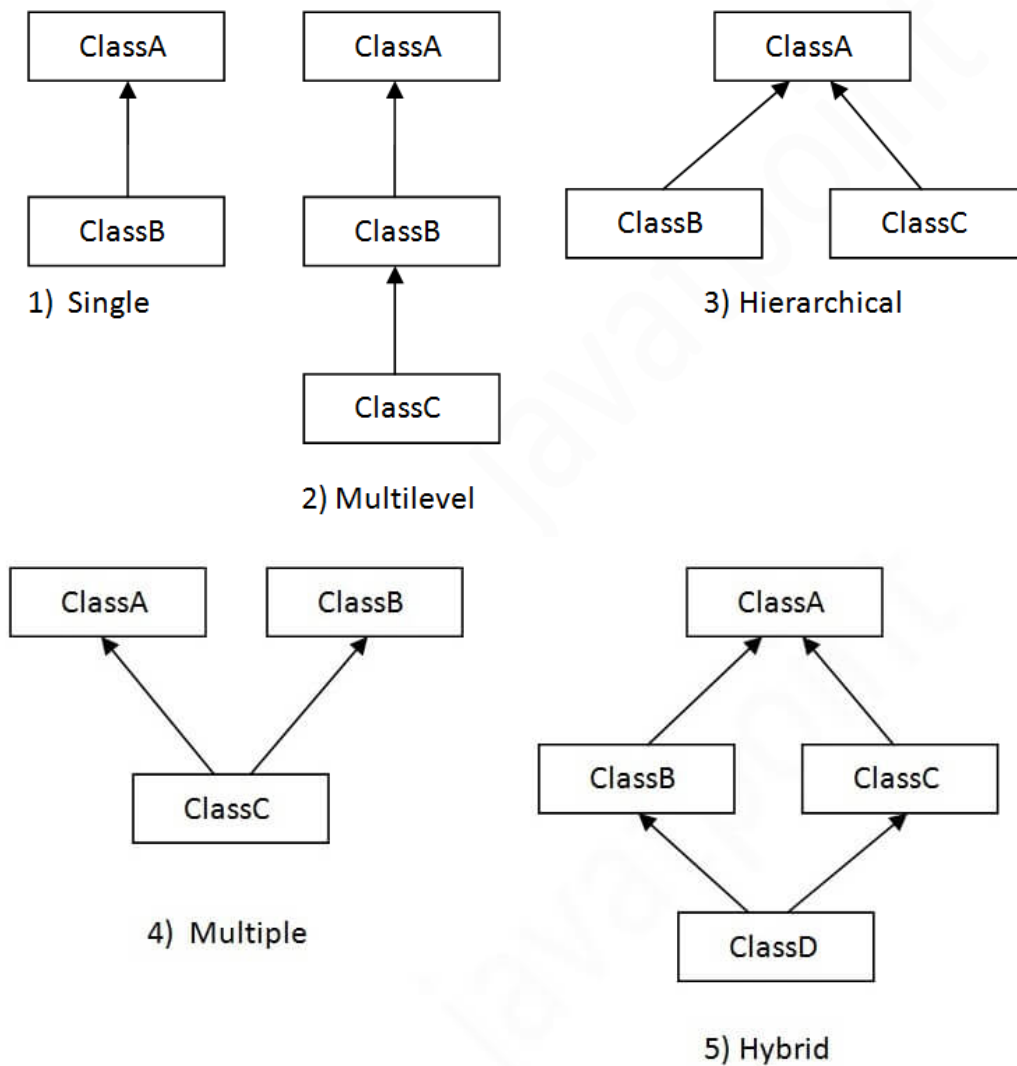 ClassA
ClassB
1) Single
ClassA
ClassB
ClassC
2) Multilevel
ClassA
ClassB
ClassC
3) Hierarchical
ClassA
ClassB
ClassC
4) Multiple
ClassA
ClassB
ClassC
ClassD
5) Hybrid